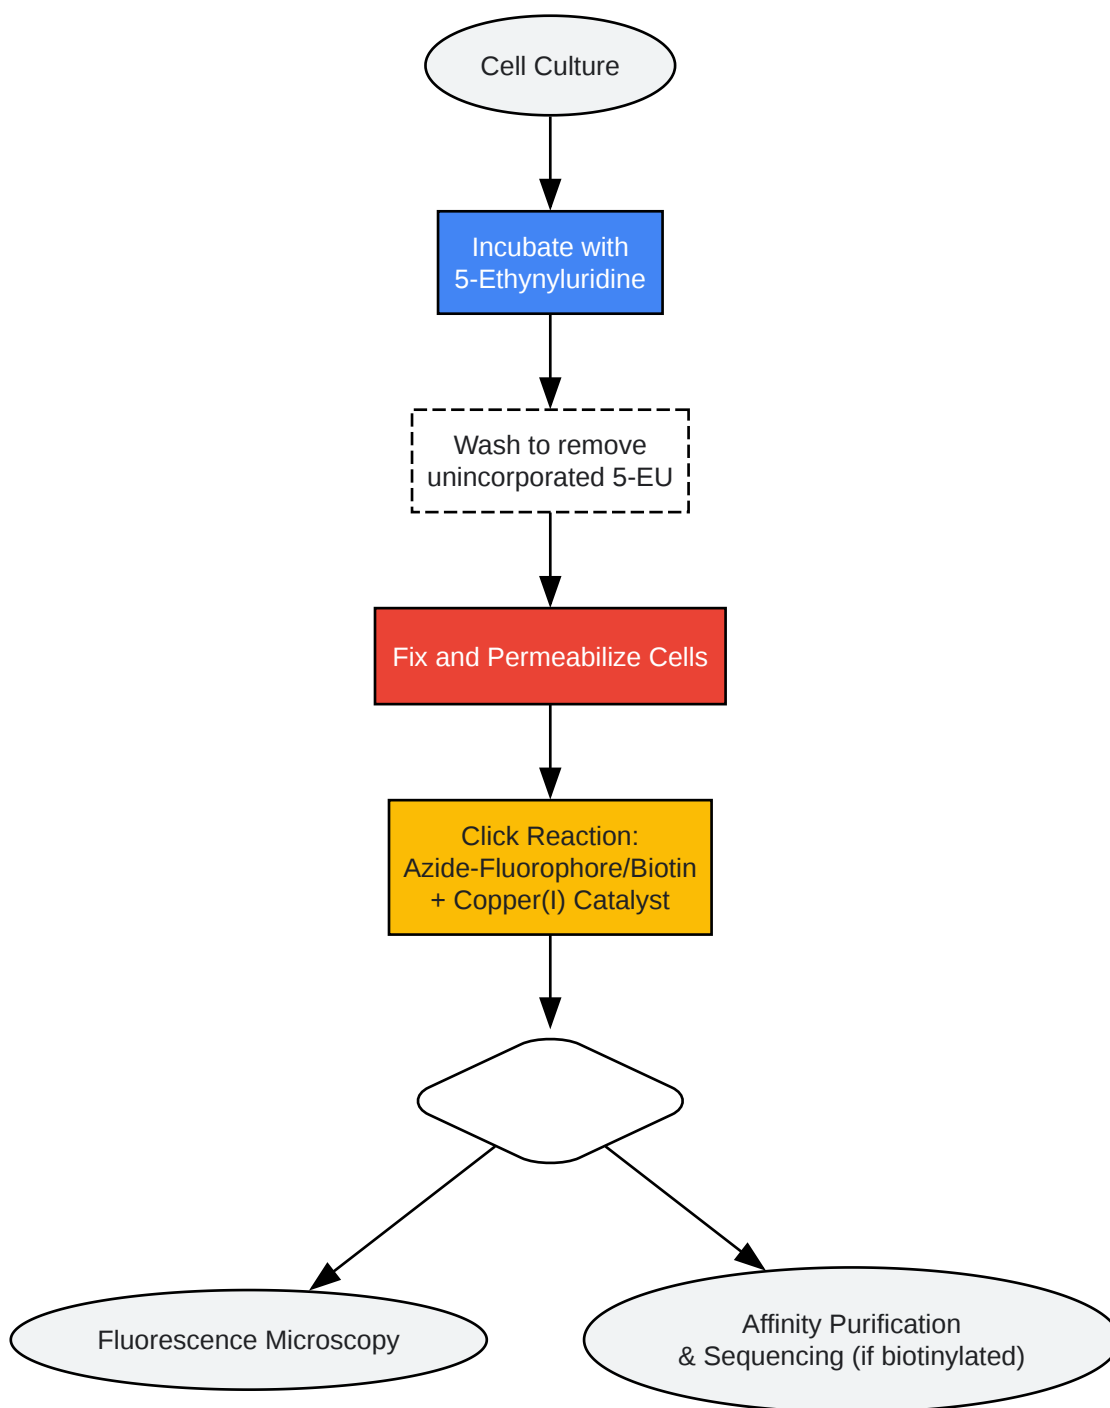 Cell Culture
Incubate with
5-Ethynyluridine
Wash to remove
unincorporated 5-EU
Fix and Permeabilize Cells
Click Reaction:
Azide-Fluorophore/Biotin
+ Copper(I) Catalyst
Fluorescence Microscopy
Affinity Purification
& Sequencing (if biotinylated)